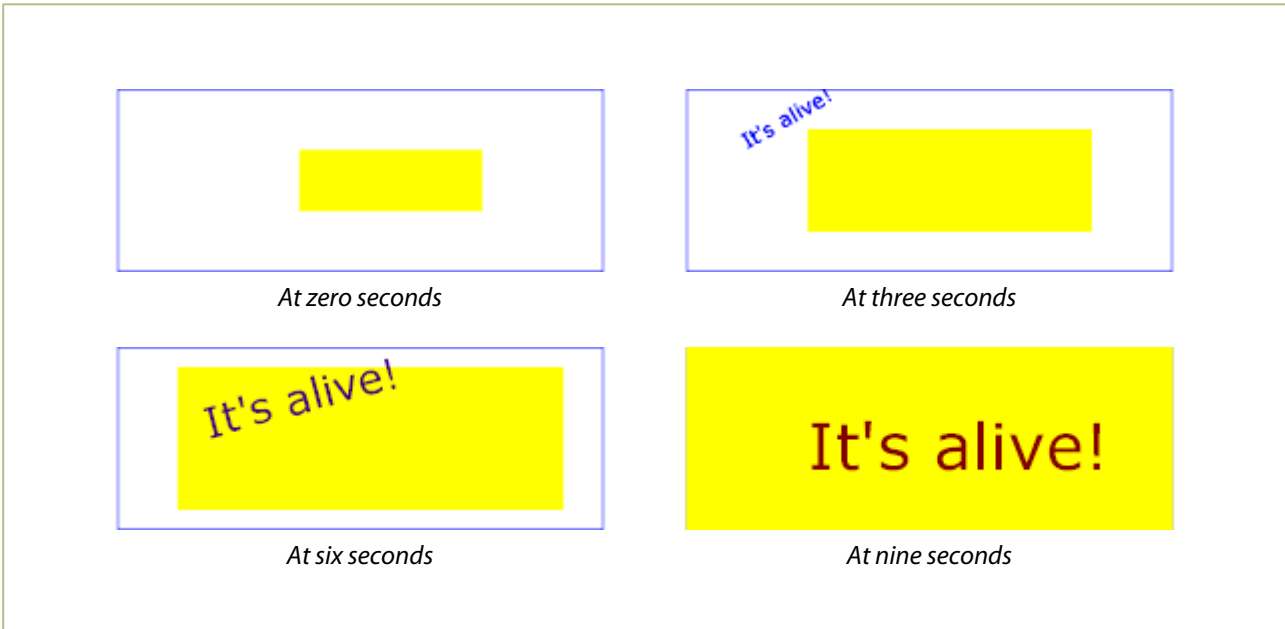 It's alive!
At zero seconds
At three seconds
It's alive!
It's alive!
At six seconds
At nine seconds